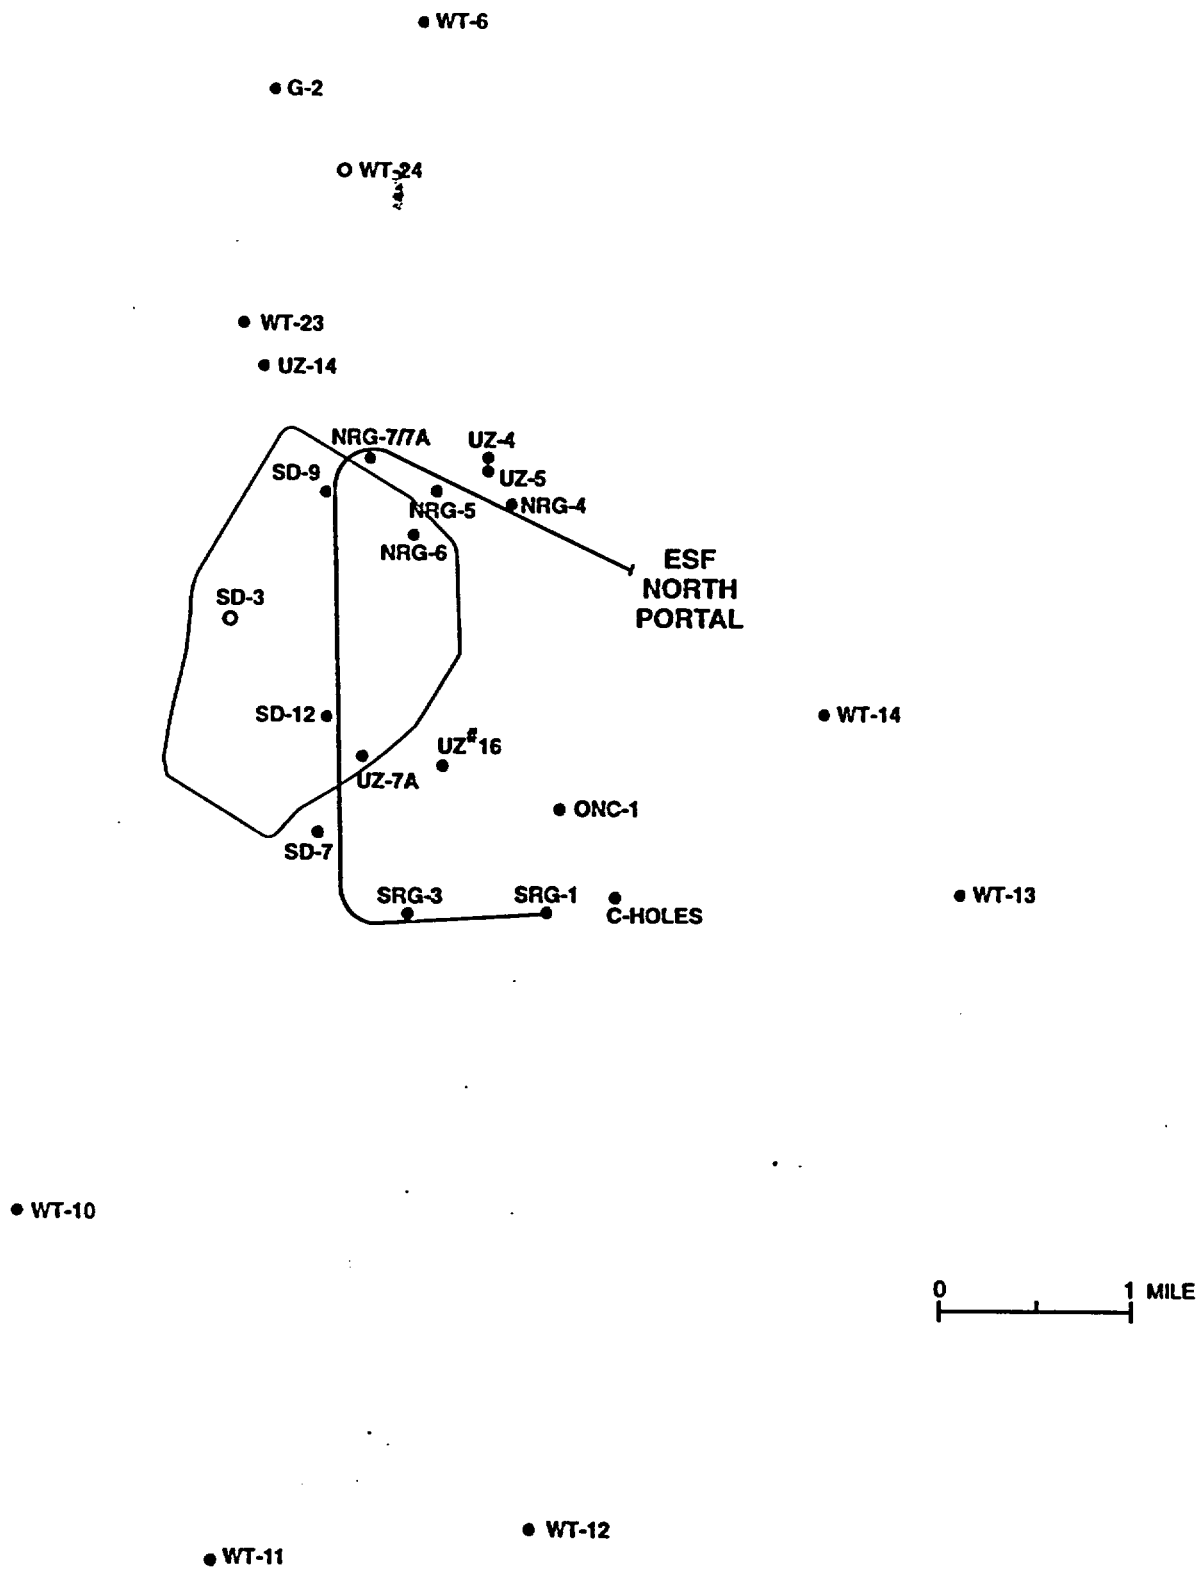 WT-6
G-2
WT-24
WT-23
UZ-14
NRG-7/7A
UZ-4
SD-9
UZ-5
NRG-5
NRG-4
NRG-6
ESF
NORTH
PORTAL
SD-3
SD-12
WT-14
UZ#16
UZ-7A
ONC-1
SD-7
SRG-3
SRG-1
WT-13
C-HOLES
WT-10
0 1 MILE
WT-12
WT-11